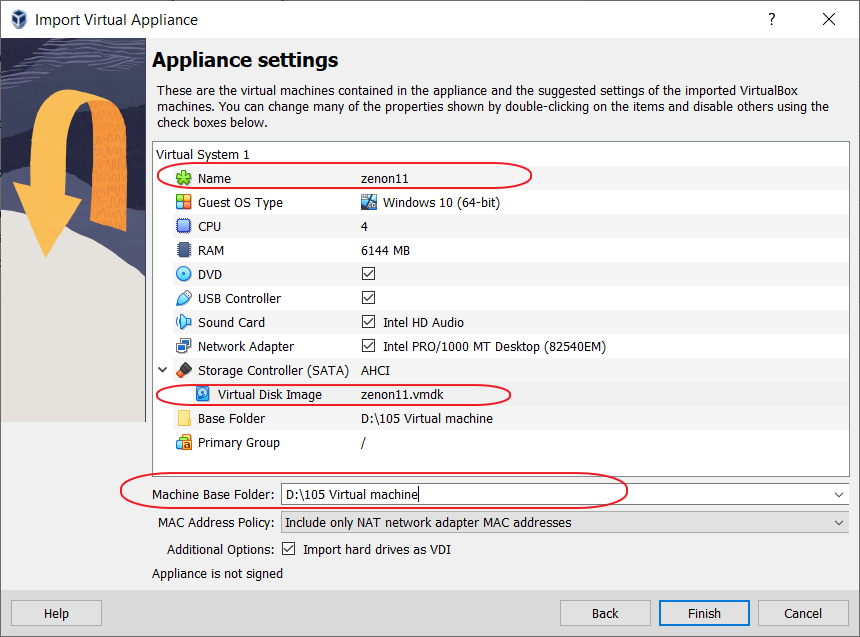 Import Virtual Appliance
?
Appliance settings
These are the virtual machines contained in the appliance and the suggested settings of the imported VirtualBox
machines. You can change many of the properties shown by double-clicking on the items and disable others using the
check boxes below.
Virtual System 1
Name zenon11
Guest OS Type Windows 10 (64-bit)
CPU 4
RAM 6144 MB
DVD
USB Controller
Sound Card Intel HD Audio
Network Adapter Intel PRO/1000 MT Desktop (82540EM)
Storage Controller (SATA) AHCI
Virtual Disk Image zenon11.vmdk
Base Folder D:\105 Virtual machine
Primary Group /
Machine Base Folder: D:\105 Virtual machine
MAC Address Policy: Include only NAT network adapter MAC addresses
Additional Options: Import hard drives as VDI
Appliance is not signed
Help Back Finish Cancel